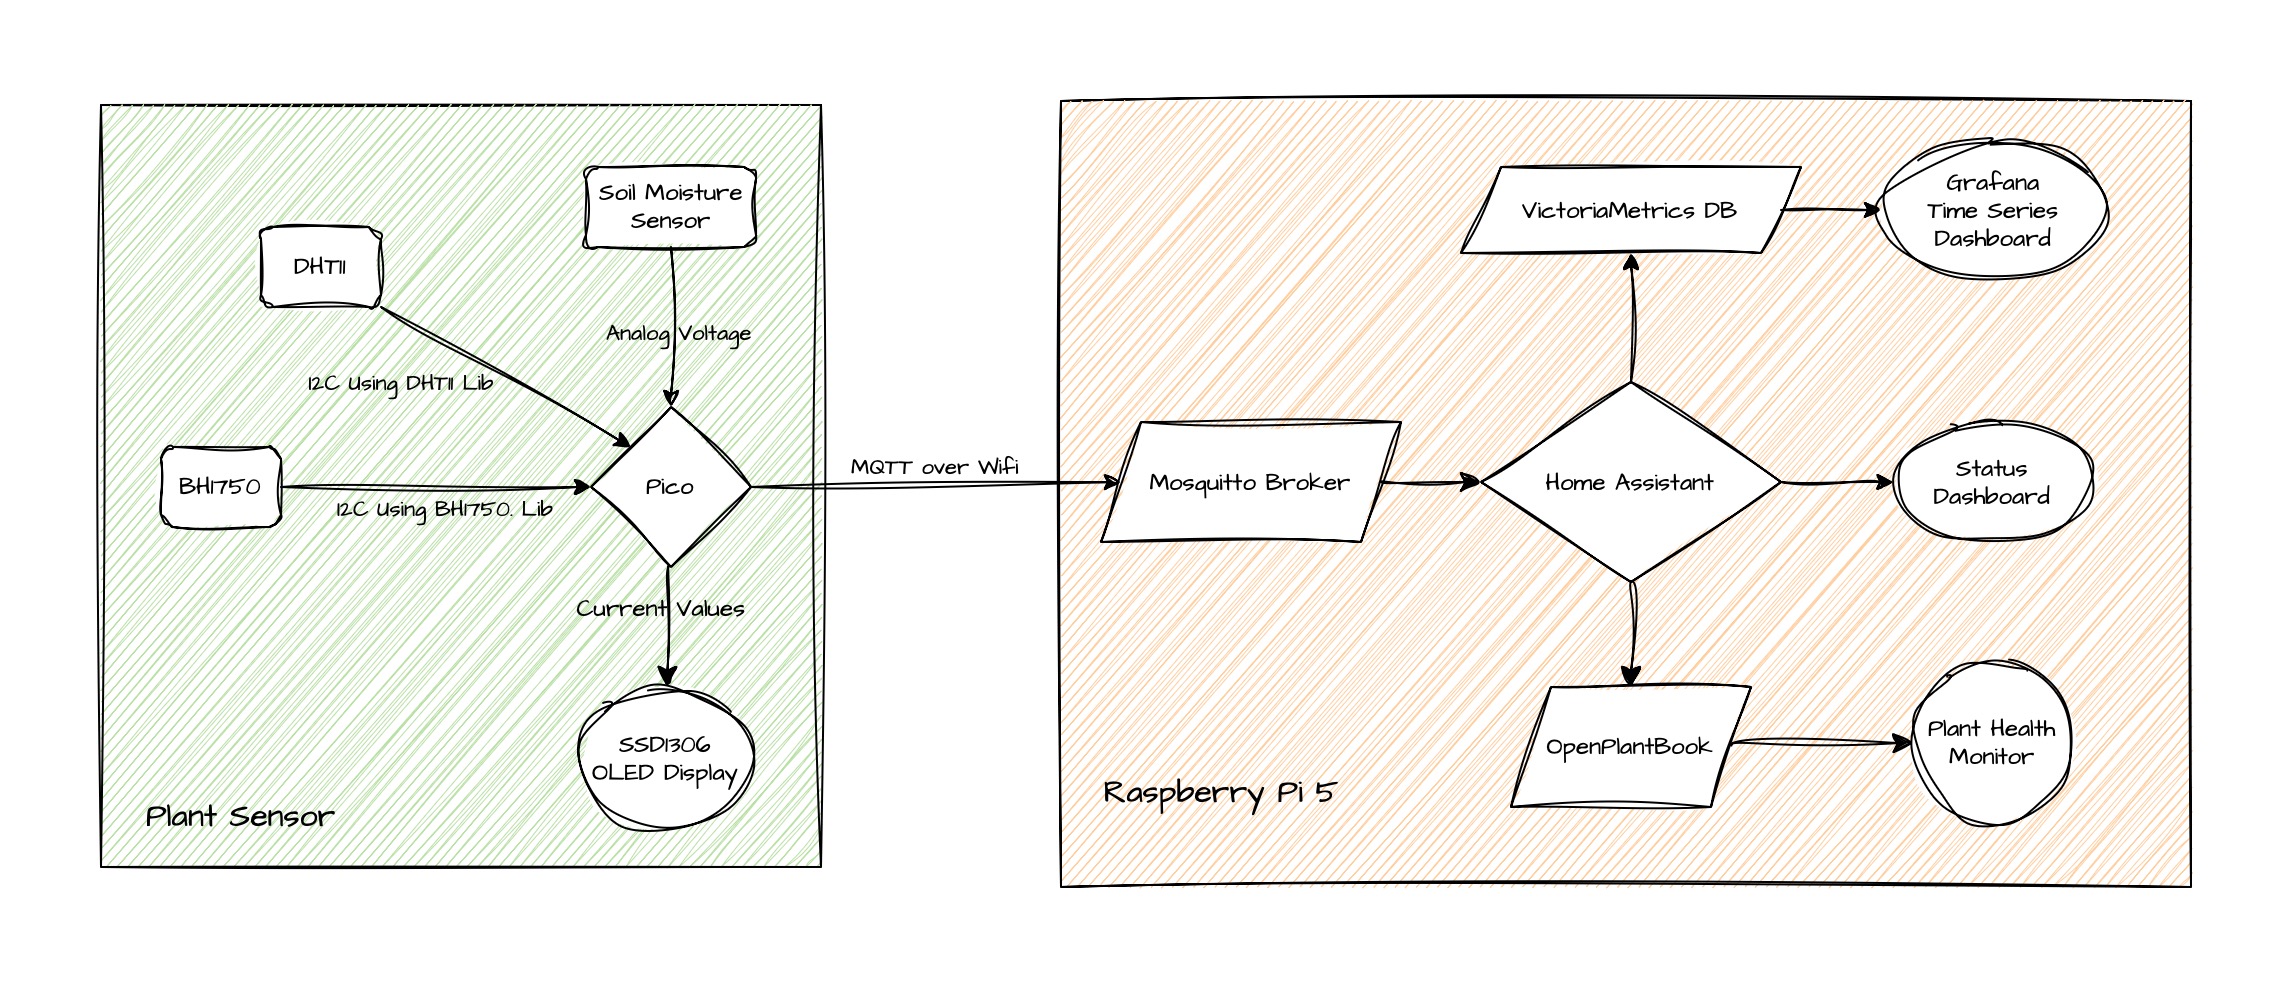 Soil Moisture
Sensor
DHT11
Analog Voltage
I2C Using DHT11 Lib
BH1750
I2C Using BH1750. Lib
Pico
Current Values
SSD1306
OLED Display
Plant Sensor
MQTT over Wifi
VictoriaMetrics DB
Grafana
Time Series
Dashboard
Mosquitto Broker
Home Assistant
Status
Dashboard
OpenPlantBook
Plant Health
Monitor
Raspberry Pi 5